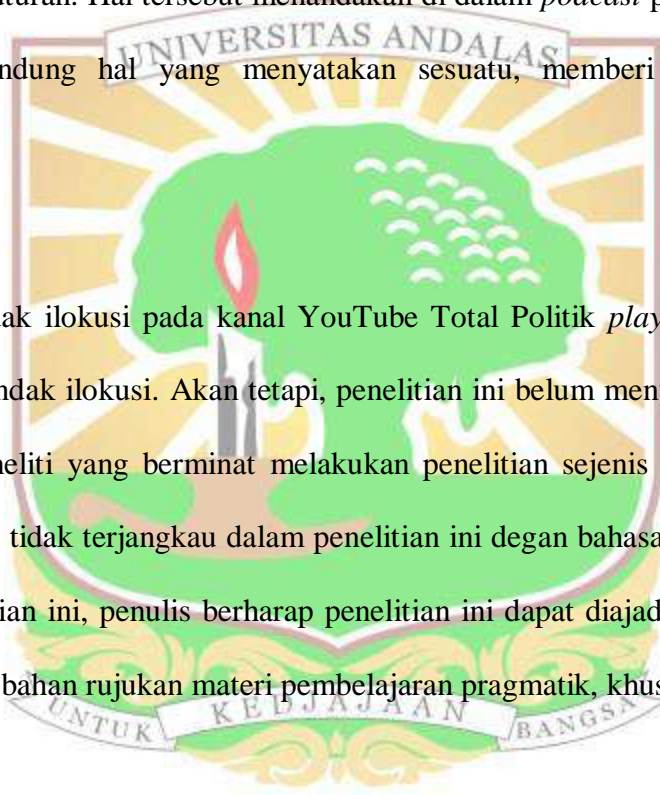 aturan. Hal tersebut menandakan di dalam
UNIVERSITAS ANDALAS
ndung hal yang menyatakan sesuatu, memberi
dak ilokusi pada kanal YouTube Total Politik play
ndak ilokusi. Akan tetapi, penelitian ini belum men
neliti yang berminat melakukan penelitian sejenis
tidak terjangkau dalam penelitian ini degan bahasa
ian ini, penulis berharap penelitian ini dapat diajad
bahan rujukan materi pembelajaran pragmatik, khus
UNTUK KEDJAJAAN BANGSA